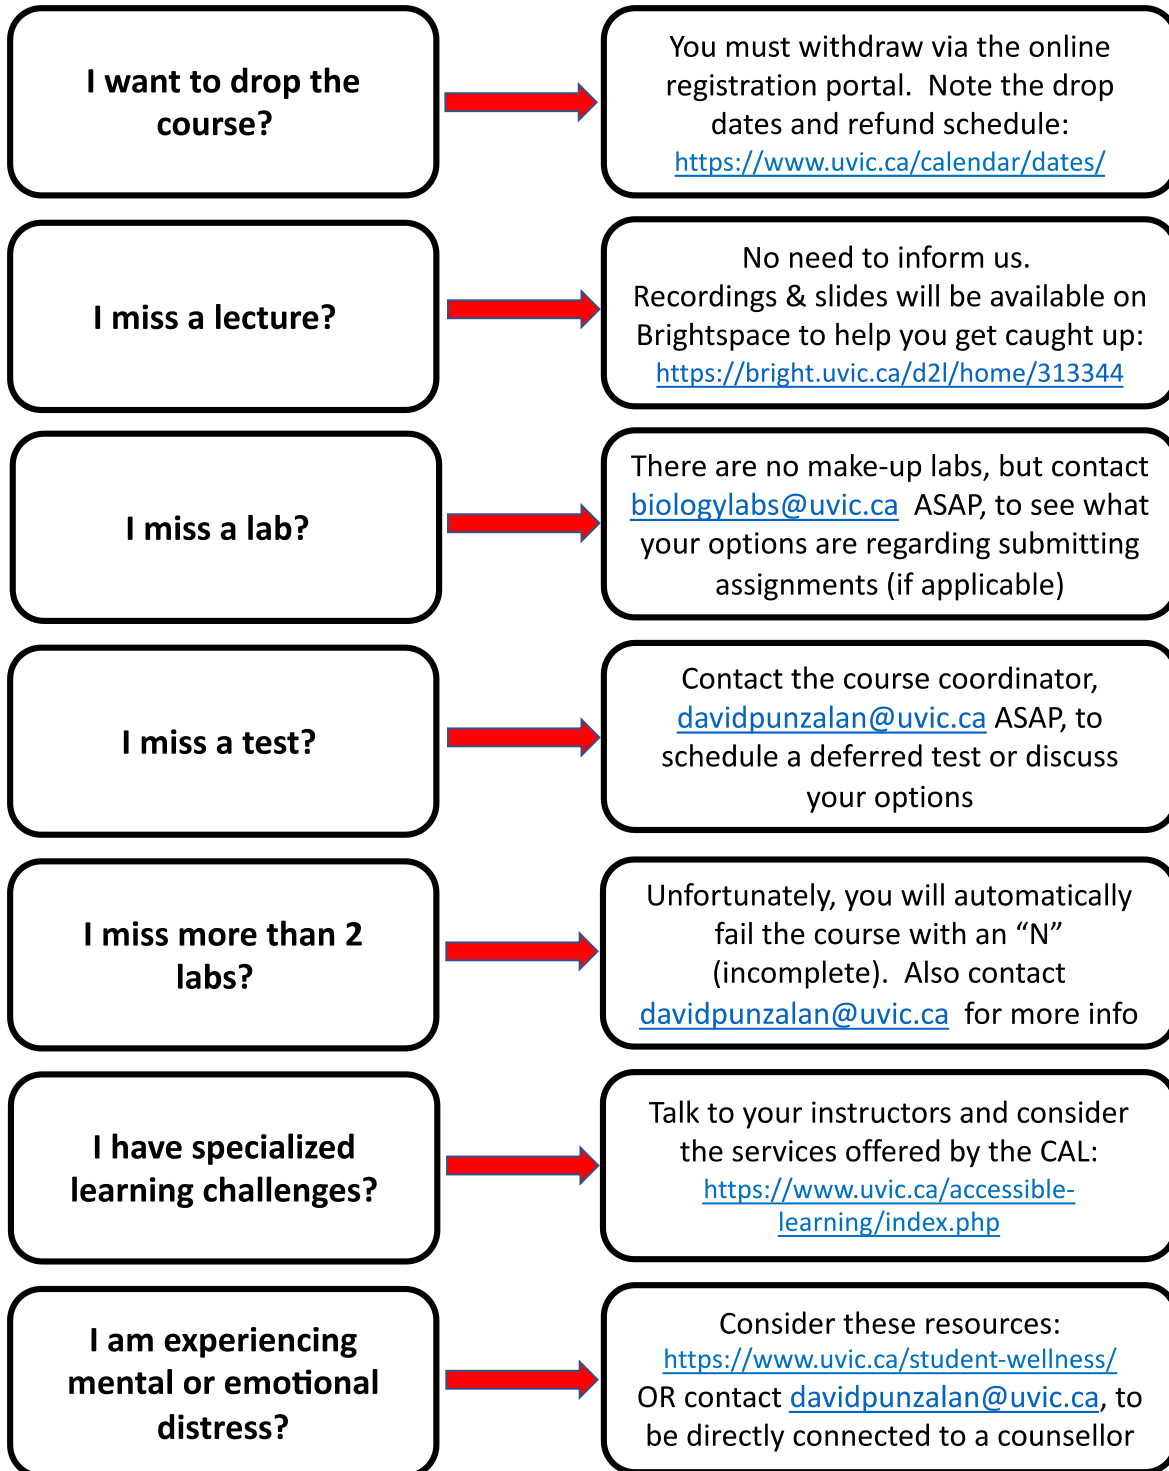 I want to drop the
course?
You must withdraw via the online
registration portal.  Note the drop
dates and refund schedule:
https://www.uvic.ca/calendar/dates/
I miss a lecture?
No need to inform us.
Recordings & slides will be available on
Brightspace to help you get caught up:
https://bright.uvic.ca/d2l/home/313344
I miss a lab?
There are no make-up labs, but contact
biologylabs@uvic.ca  ASAP, to see what
your options are regarding submitting
assignments (if applicable)
I miss a test?
Contact the course coordinator,
davidpunzalan@uvic.ca ASAP, to
schedule a deferred test or discuss
your options
I miss more than 2
labs?
Unfortunately, you will automatically
fail the course with an “N”
(incomplete).  Also contact
davidpunzalan@uvic.ca  for more info
I have specialized
learning challenges?
Talk to your instructors and consider
the services offered by the CAL:
https://www.uvic.ca/accessible-
learning/index.php
I am experiencing
mental or emotional
distress?
Consider these resources:
https://www.uvic.ca/student-wellness/
OR contact davidpunzalan@uvic.ca, to
be directly connected to a counsellor